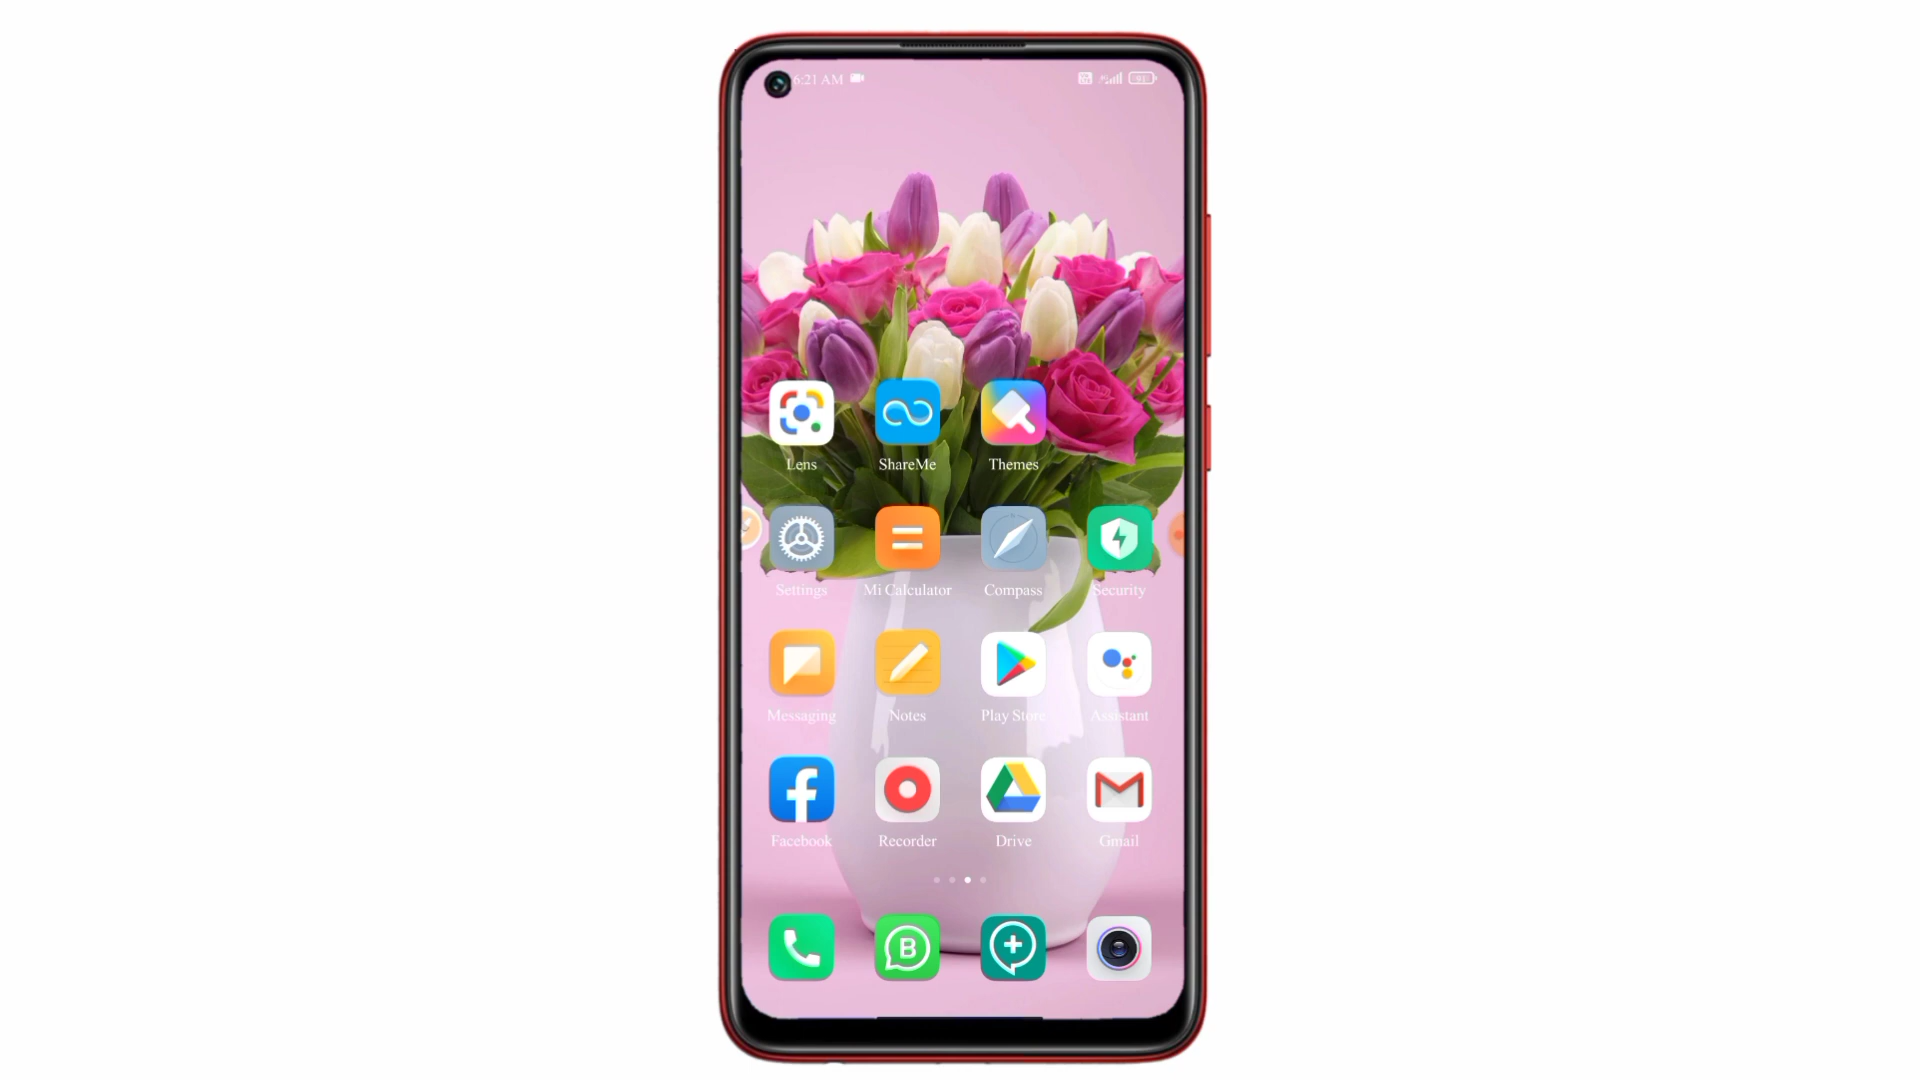 6:21 AM
Lens ShareMe Themes
Settings Mi Calculator Compass Security
Messaging Notes Play Store Assistant
Facebook Recorder Drive Gmail
B